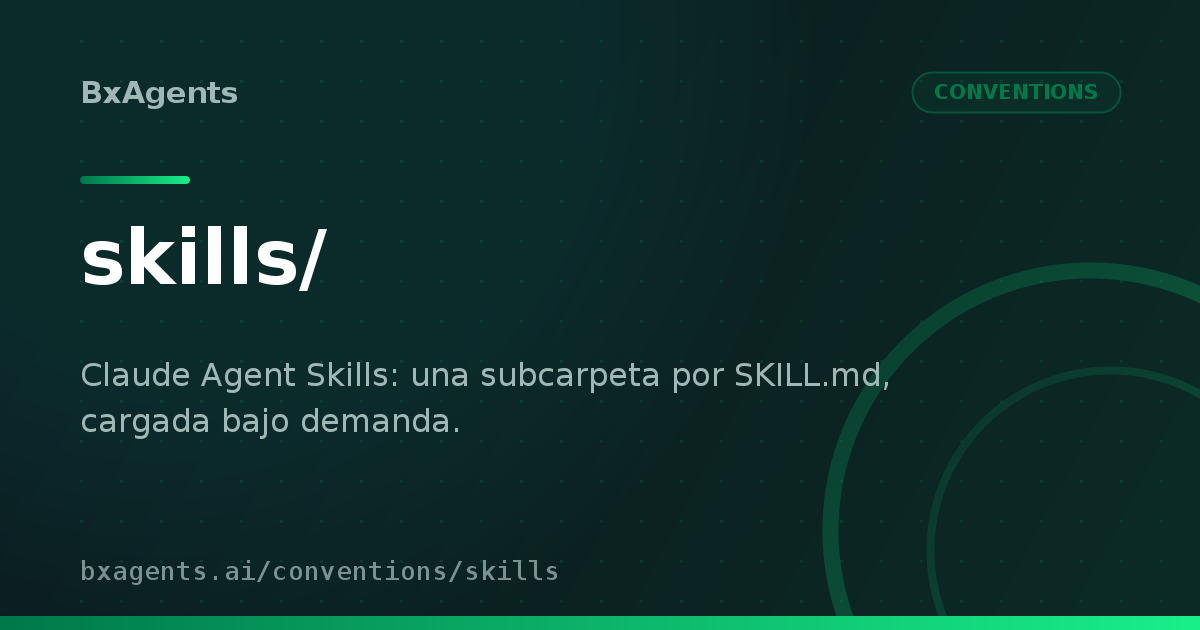 BxAgents
CONVENTIONS
skills/
Claude Agent Skills: una subcarpeta por SKILL.md,
cargada bajo demanda.
bxagents.ai/conventions/skills